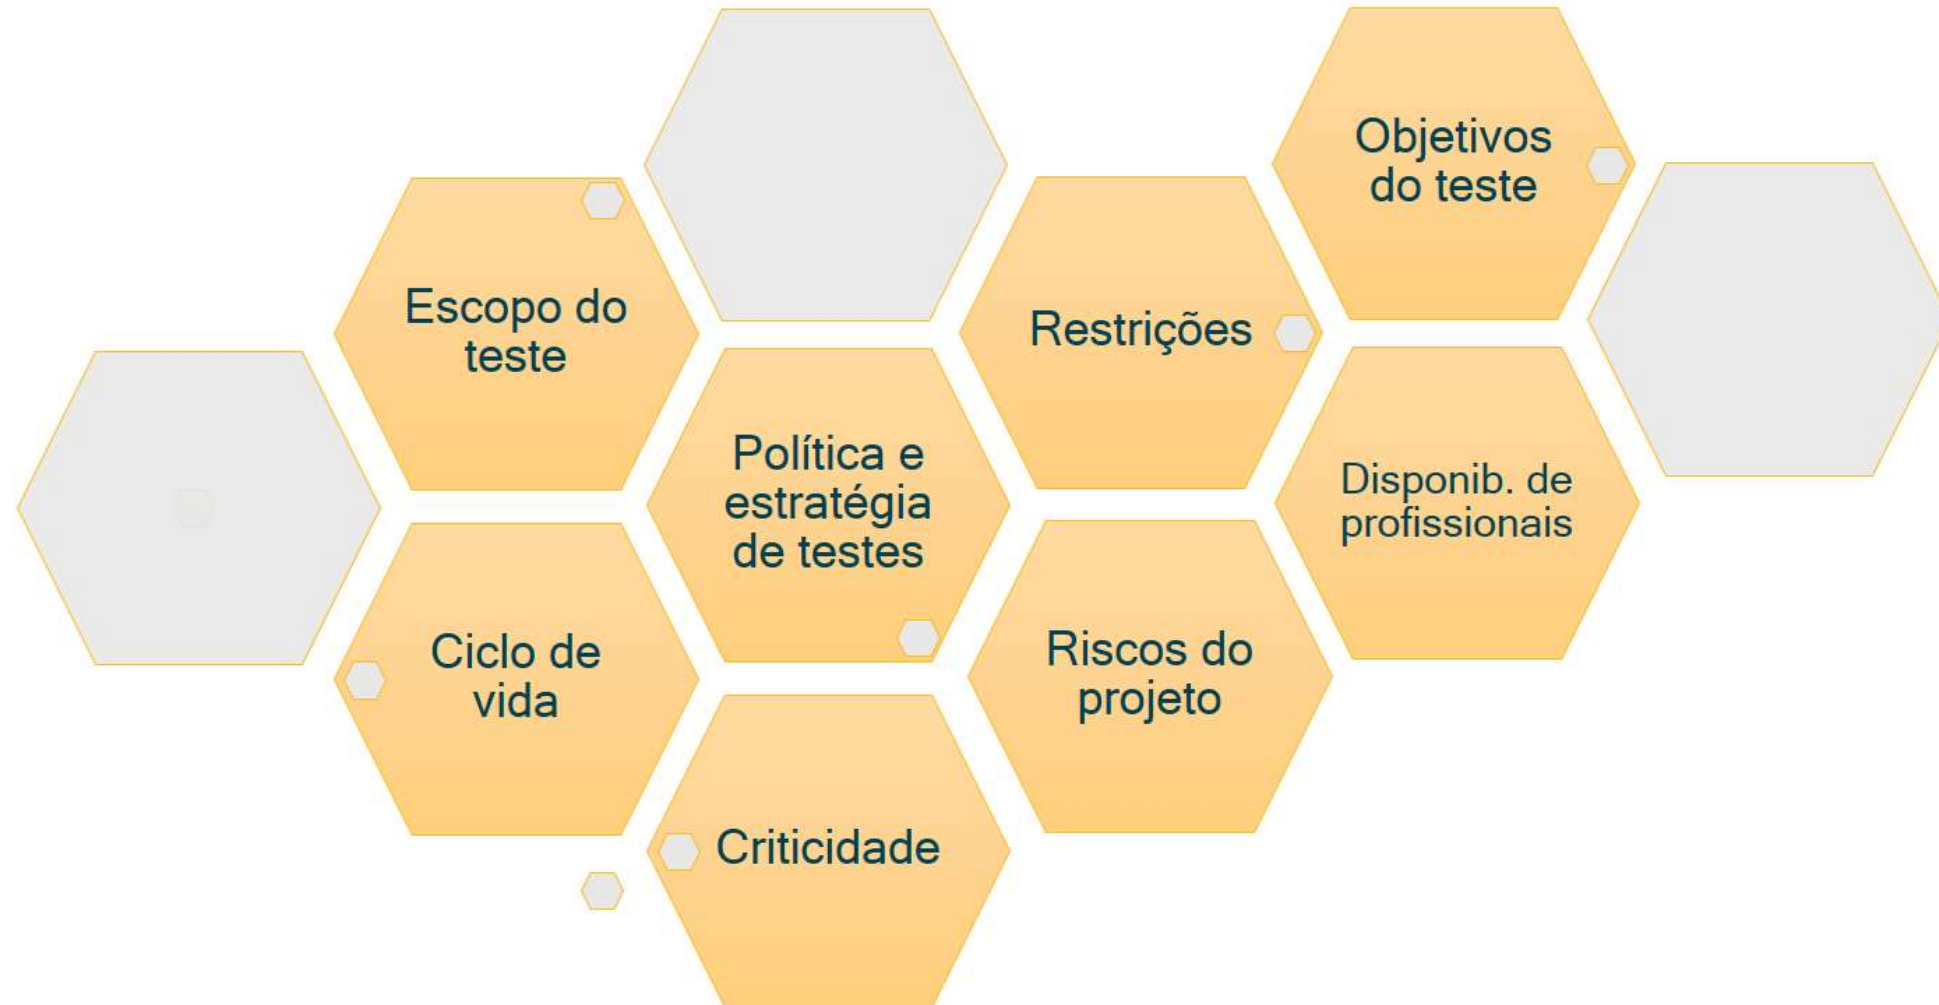 Objetivos
do teste
Escopo do
teste
Restrições
Política e
estratégia
de testes
Disponib. de
profissionais
Ciclo de
vida
Riscos do
projeto
Criticidade